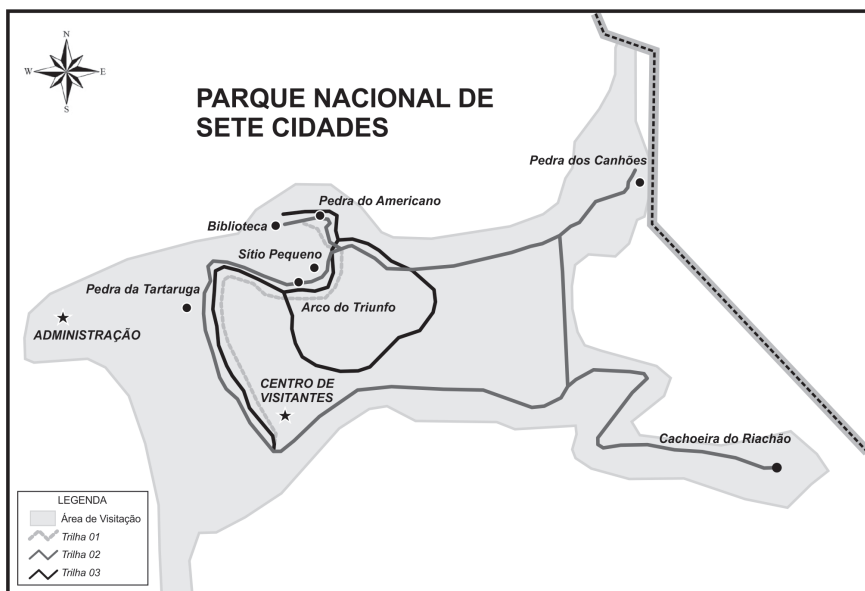 N
W
E
S
PARQUE NACIONAL DE
SETE CIDADES
Pedra dos Canhões
Pedra do Americano
Biblioteca
Sítio Pequeno
Pedra da Tartaruga
Arco do Triunfo
ADMINISTRAÇÃO
CENTRO DE
VISITANTES
Cachoeira do Riachão
LEGENDA
Área de Visitação
Trilha 01
Trilha 02
Trilha 03